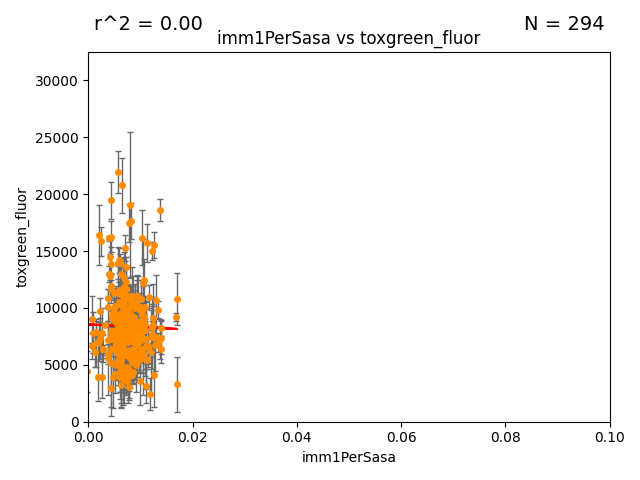 r^2 = 0.00
N = 294
imm1PerSasa vs toxgreen_fluor
30000
25000
20000
15000
10000
5000
0
toxgreen_fluor
0.00 0.02 0.04 0.06 0.08 0.10
imm1PerSasa